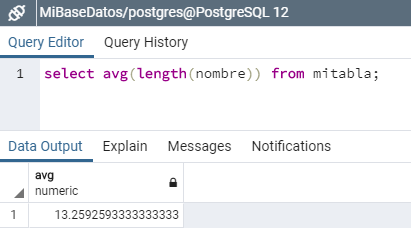 MiBaseDatos/postgres@PostgreSQL 12
Query Editor Query History
1 select avg(length(nombre)) from mitabla;
Data Output Explain Messages Notifications
avg
numeric
1 13.2592593333333333